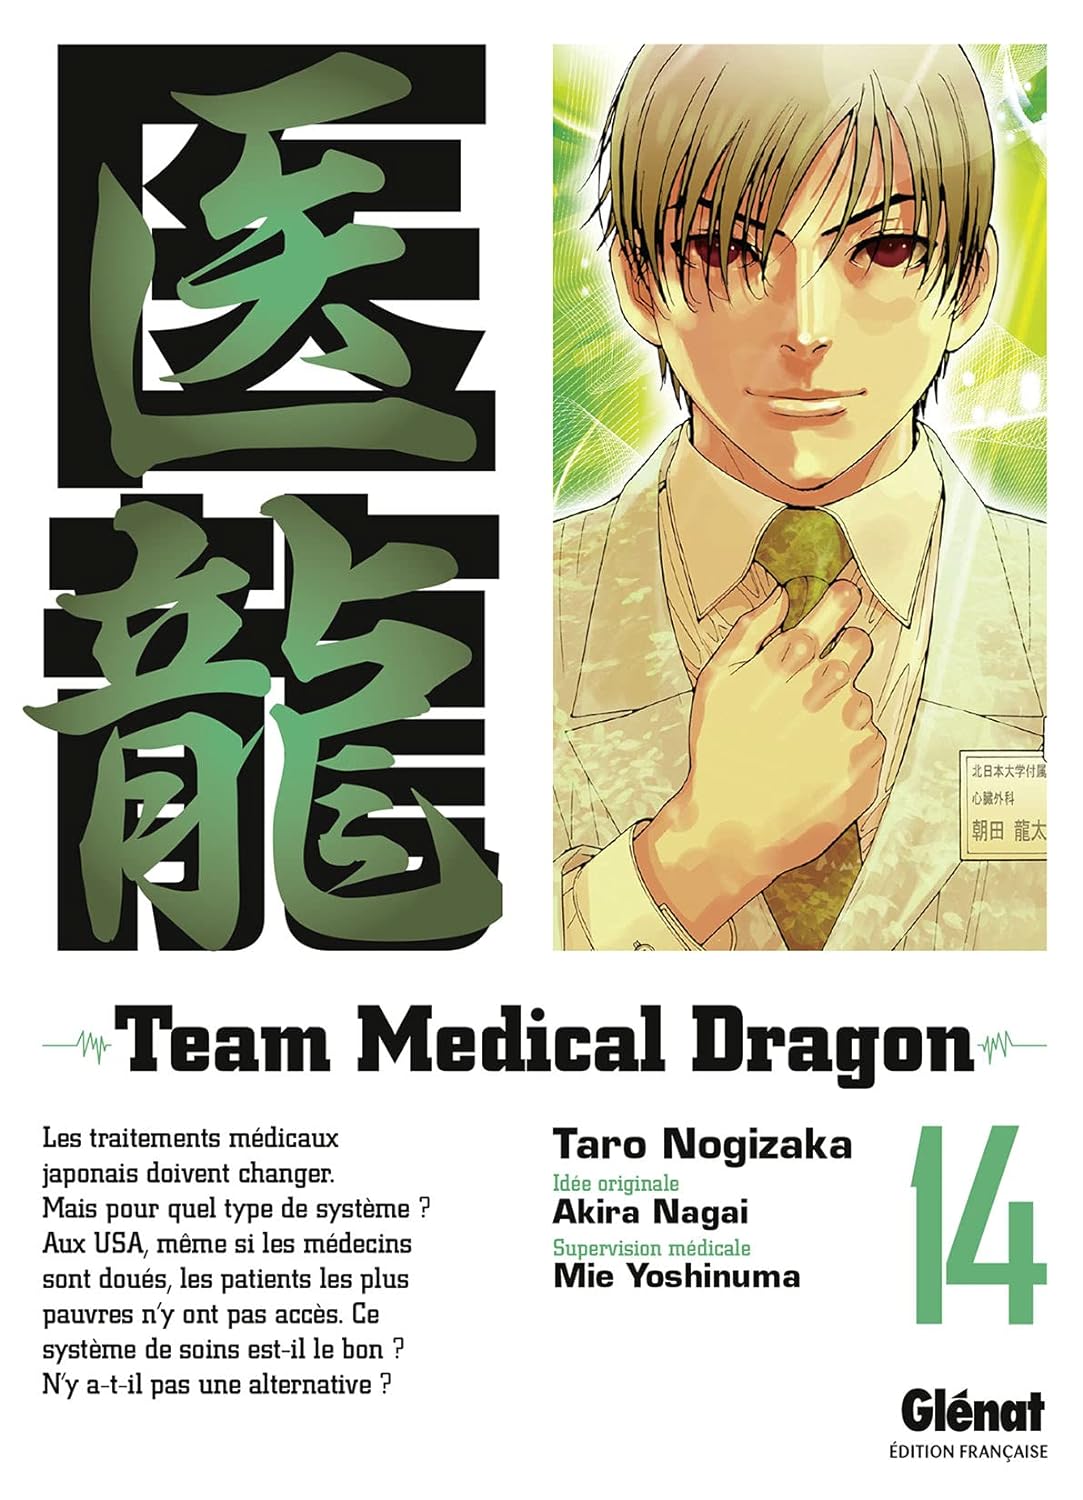 医龍
北日本大学付属
心臓外科
朝田 龍太
Team Medical Dragon
Les traitements médicaux
japonais doivent changer.
Mais pour quel type de système ?
Aux USA, même si les médecins
sont doués, les patients les plus
pauvres n'y ont pas accès. Ce
système de soins est-il le bon ?
N'y a-t-il pas une alternative ?
Taro Nogizaka
Idée originale
Akira Nagai
Supervision médicale
Mie Yoshinuma
14
Glénat
ÉDITION FRANÇAISE